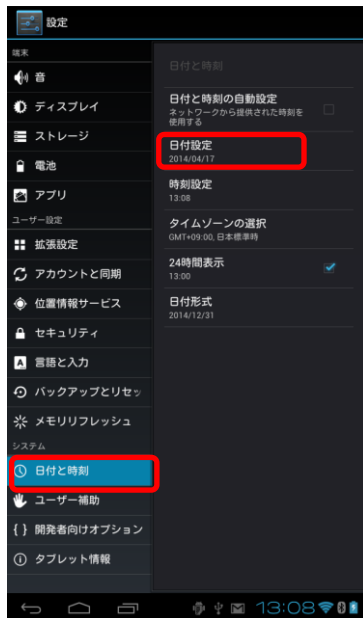 設定
端末
音
ディスプレイ
ストレージ
電池
アプリ
ユーザー設定
拡張設定
アカウントと同期
位置情報サービス
セキュリティ
A 言語と入力
バックアップとリセッ
メモリリフレッシュ
システム
日付と時刻
ユーザー補助
{ } 開発者向けオプション
タブレット情報
日付と時刻
日付と時刻の自動設定
ネットワークから提供された時刻を
使用する
日付設定
2014/04/17
時刻設定
13:08
タイムゾーンの選択
GMT+09:00, 日本標準時
24時間表示
13:00
日付形式
2014/12/31
13:08